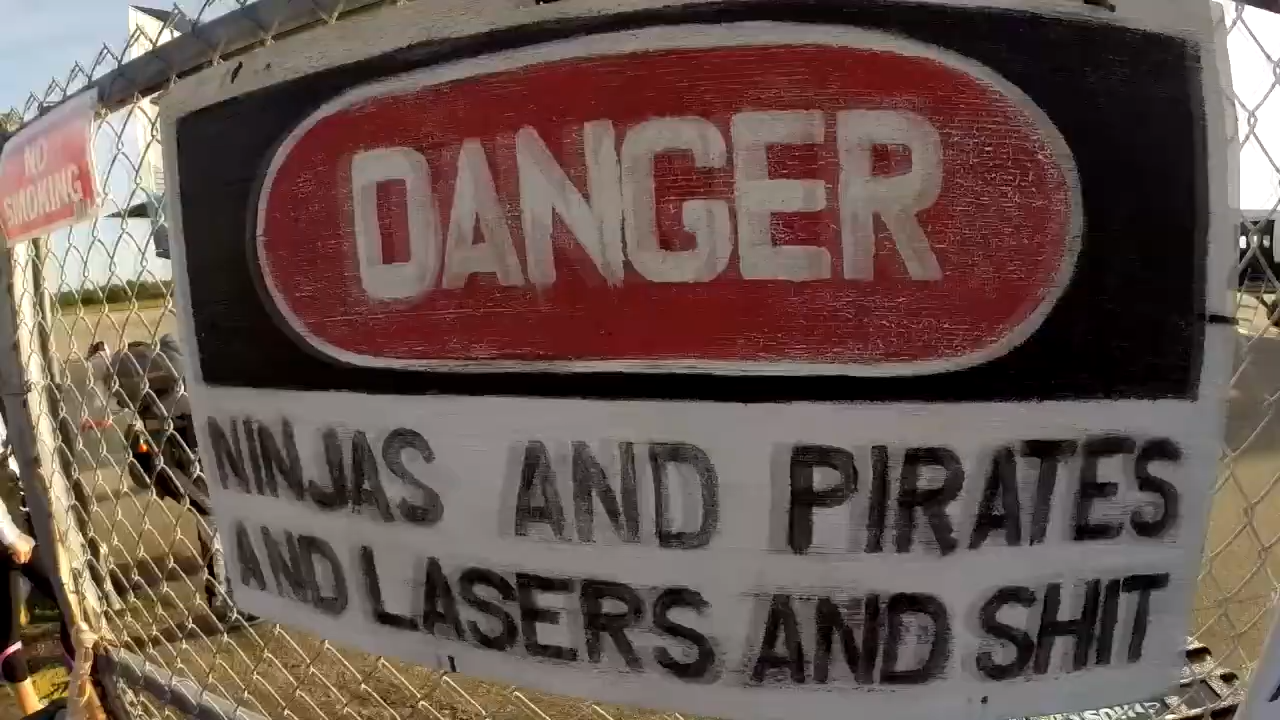 NO
SMOKING
DANGER
NINJAS AND PIRATES
AND LASERS AND SHIT